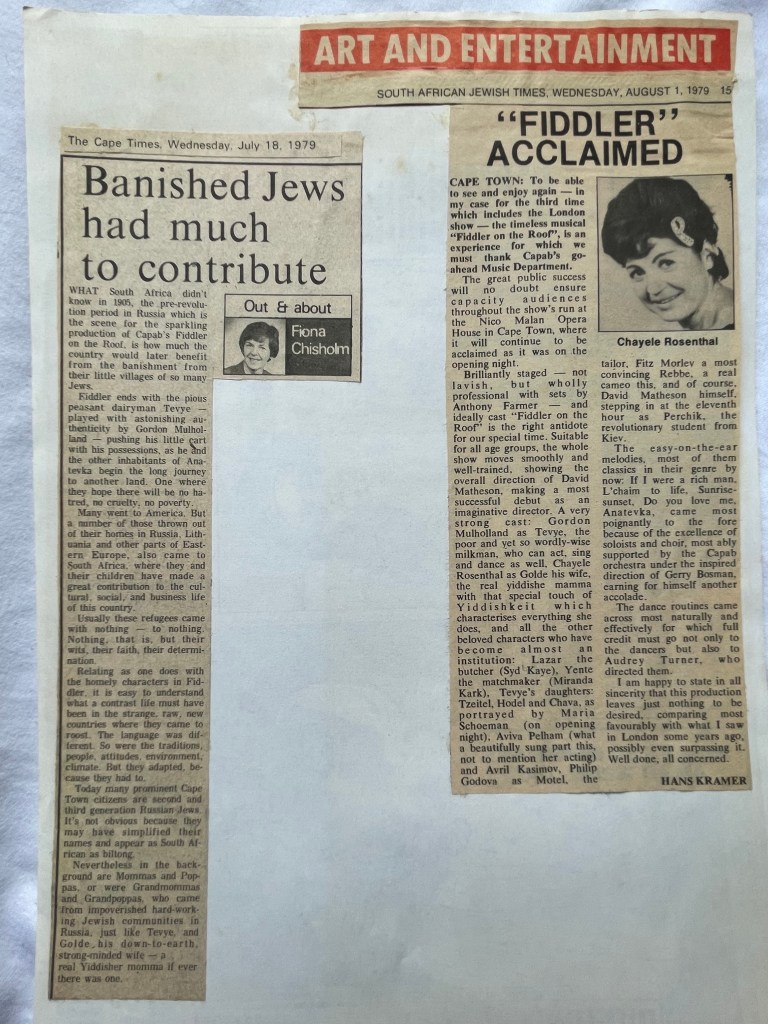 The Cape Times, Wednesday, July 18, 1979
Banished Jews
had much
to contribute
Out & about
Fiona
Chisholm
WHAT South Africa didn't
know in 1905, the pre-revolu-
tion period in Russia which is
the scene for the sparkling
production of Capab's Fiddler
on the Roof, is how much the
country would later benefit
from the banishment from
their little villages of so many
Jews.
Fiddler ends with the pious
peasant dairyman Tevye —
played with astonishing au-
thenticity by Gordon Mulhol-
land — pushing his little cart
with his possessions, as he and
the other inhabitants of Ana-
tevka begin the long journey
to another land. One where
they hope there will be no ha-
tred, no cruelty, no poverty.
Many went to America. But
a number of those thrown out
of their homes in Russia, Lith-
uania and other parts of East-
ern Europe, also came to
South Africa, where they and
their children have made a
great contribution to the cul-
tural, social, and business life
of this country.
Usually these refugees came
with nothing — to nothing.
Nothing, that is, but their
wits, their faith, their determi-
nation.
Relating as one does with
the homely characters in Fid-
dler, it is easy to understand
what a contrast life must have
been in the strange, raw, new
countries where they came to
roost. The language was dif-
ferent. So were the traditions,
people, attitudes, environment,
climate. But they adapted, be-
cause they had to.
Today many prominent Cape
Town citizens are second and
third generation Russian Jews.
It's not obvious because they
may have simplified their
names and appear as South Af-
rican as biltong.
Nevertheless in the back-
ground are Mommas and Pop-
pas, or were Grandmommas
and Grandpoppas, who came
from impoverished hard-work-
ing Jewish communities in
Russia, just like Tevye, and
Golde, his down-to-earth,
strong-minded wife — a
real Yiddisher momma if ever
there was one.
ART AND ENTERTAINMENT
SOUTH AFRICAN JEWISH TIMES, WEDNESDAY, AUGUST 1, 1979 15
"FIDDLER"
ACCLAIMED
CAPE TOWN: To be able
to see and enjoy again — in
my case for the third time
which includes the London
show — the timeless musical
"Fiddler on the Roof", is an
experience for which we
must thank Capab's go-
ahead Music Department.
The great public success
will no doubt ensure
capacity audiences
throughout the show's run at
the Nico Malan Opera
House in Cape Town, where
it will continue to be
acclaimed as it was on the
opening night.
Brilliantly staged — not
lavish, but wholly
professional with sets by
Anthony Farmer — and
ideally cast "Fiddler on the
Roof" is the right antidote
for our special time. Suitable
for all age groups, the whole
show moves smoothly and
well-trained, showing the
overall direction of David
Matheson, making a most
successful debut as an
imaginative director. A very
strong cast: Gordon
Mulholland as Tevye, the
poor and yet so wordly-wise
milkman, who can act, sing
and dance as well, Chayele
Rosenthal as Golde his wife,
the real yiddishe mamma
with that special touch of
Yiddishkeit which
characterises everything she
does, and all the other
beloved characters who have
become almost an
institution: Lazar the
butcher (Syd Kaye), Yente
the matchmaker (Miranda
Kark), Tevye's daughters:
Tzeitel, Hodel and Chava, as
portrayed by Maria
Schoeman (on opening
night), Aviva Pelham (what
a beautifully sung part this,
not to mention her acting)
and Avril Kasimov, Philip
Godova as Motel, the
Chayele Rosenthal
tailor, Fitz Morley a most
convincing Rebbe, a real
cameo this, and of course,
David Matheson himself,
stepping in at the eleventh
hour as Perchik, the
revolutionary student from
Kiev.
The easy-on-the-ear
melodies, most of them
classics in their genre by
now: If I were a rich man,
L'chaim to life, Sunrise-
sunset, Do you love me,
Anatevka, came most
poignantly to the fore
because of the excellence of
soloists and choir, most ably
supported by the Capab
orchestra under the inspired
direction of Gerry Bosman,
earning for himself another
accolade.
The dance routines came
across most naturally and
effectively for which full
credit must go not only to
the dancers but also to
Audrey Turner, who
directed them.
I am happy to state in all
sincerity that this production
leaves just nothing to be
desired, comparing most
favourably with what I saw
in London some years ago,
possibly even surpassing it.
Well done, all concerned.
HANS KRAMER